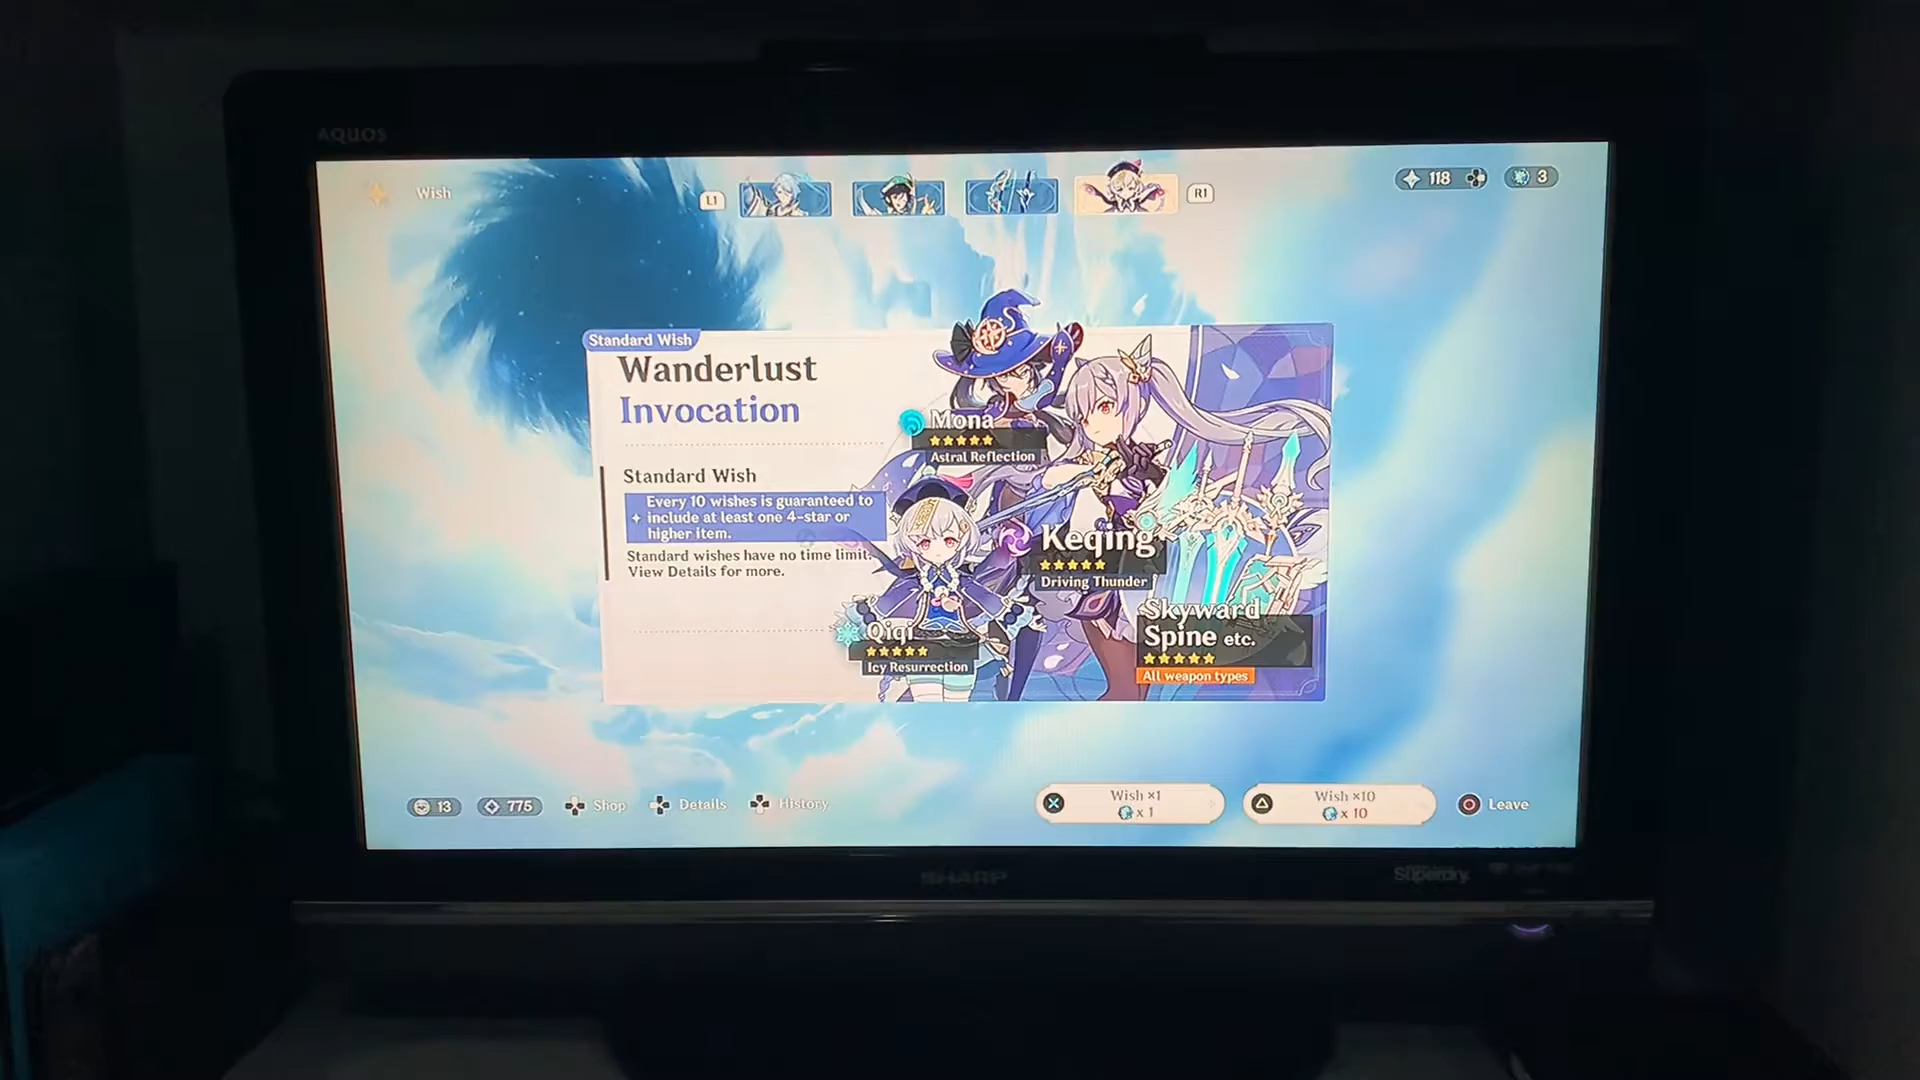 AQUOS
Wish
L1
R1
118
3
Standard Wish
Wanderlust
Invocation
Standard Wish
Every 10 wishes is guaranteed to
include at least one 4-star or
higher item.
Standard wishes have no time limit.
View Details for more.
Mona
Astral Reflection
Keqing
Driving Thunder
Qiqi
Icy Resurrection
Skyward
Spine etc.
All weapon types
13
775
Shop
Details
History
Wish ×1
x 1
Wish ×10
x 10
Leave
SHARP
Superdry.